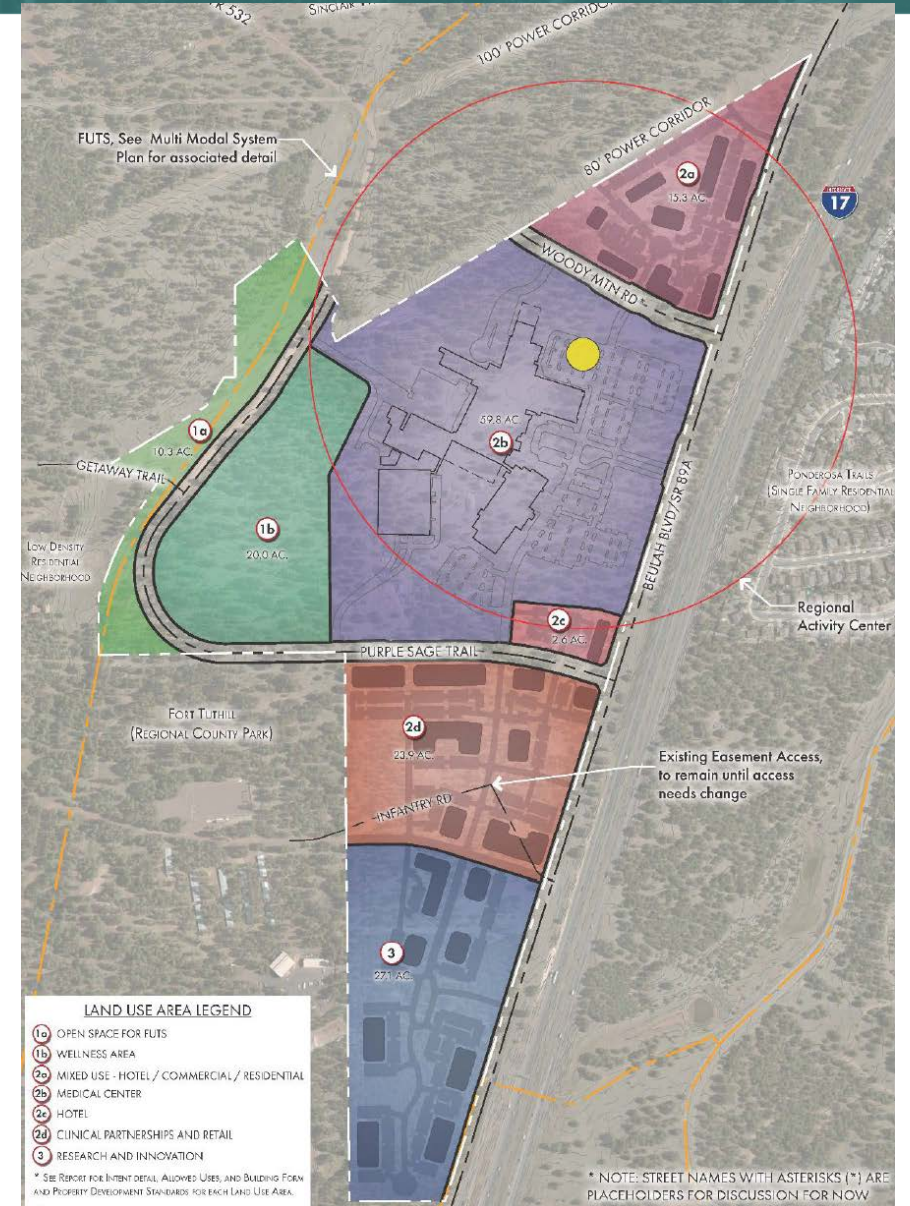 100' POWER CORRIDOR
FUTS, See Multi Modal System
Plan for associated detail
80' POWER CORRIDOR
2a
15.3 AC.
INTERSTATE
17
WOODY MTN RD*
59.8 AC.
2b
1a
10.3 AC.
GETAWAY TRAIL
1b
20.0 AC.
BEULAH BLVD/SR 89A
PONDEROSA TRAILS
(SINGLE FAMILY RESIDENTIAL
NEIGHBORHOOD)
LOW DENSITY
RESIDENTIAL
NEIGHBORHOOD
Regional
Activity Center
2c
2.6 AC.
PURPLE SAGE TRAIL
FORT TUTHILL
(REGIONAL COUNTY PARK)
2d
23.9 AC.
Existing Easement Access,
to remain until access
needs change
INFANTRY RD
3
27.1 AC.
LAND USE AREA LEGEND
1a OPEN SPACE FOR FUTS
1b WELLNESS AREA
2a MIXED USE - HOTEL / COMMERCIAL / RESIDENTIAL
2b MEDICAL CENTER
2c HOTEL
2d CLINICAL PARTNERSHIPS AND RETAIL
3 RESEARCH AND INNOVATION
* SEE REPORT FOR INTENT DETAIL, ALLOWED USES, AND BUILDING FORM
AND PROPERTY DEVELOPMENT STANDARDS FOR EACH LAND USE AREA.
* NOTE: STREET NAMES WITH ASTERISKS (*) ARE
PLACEHOLDERS FOR DISCUSSION FOR NOW